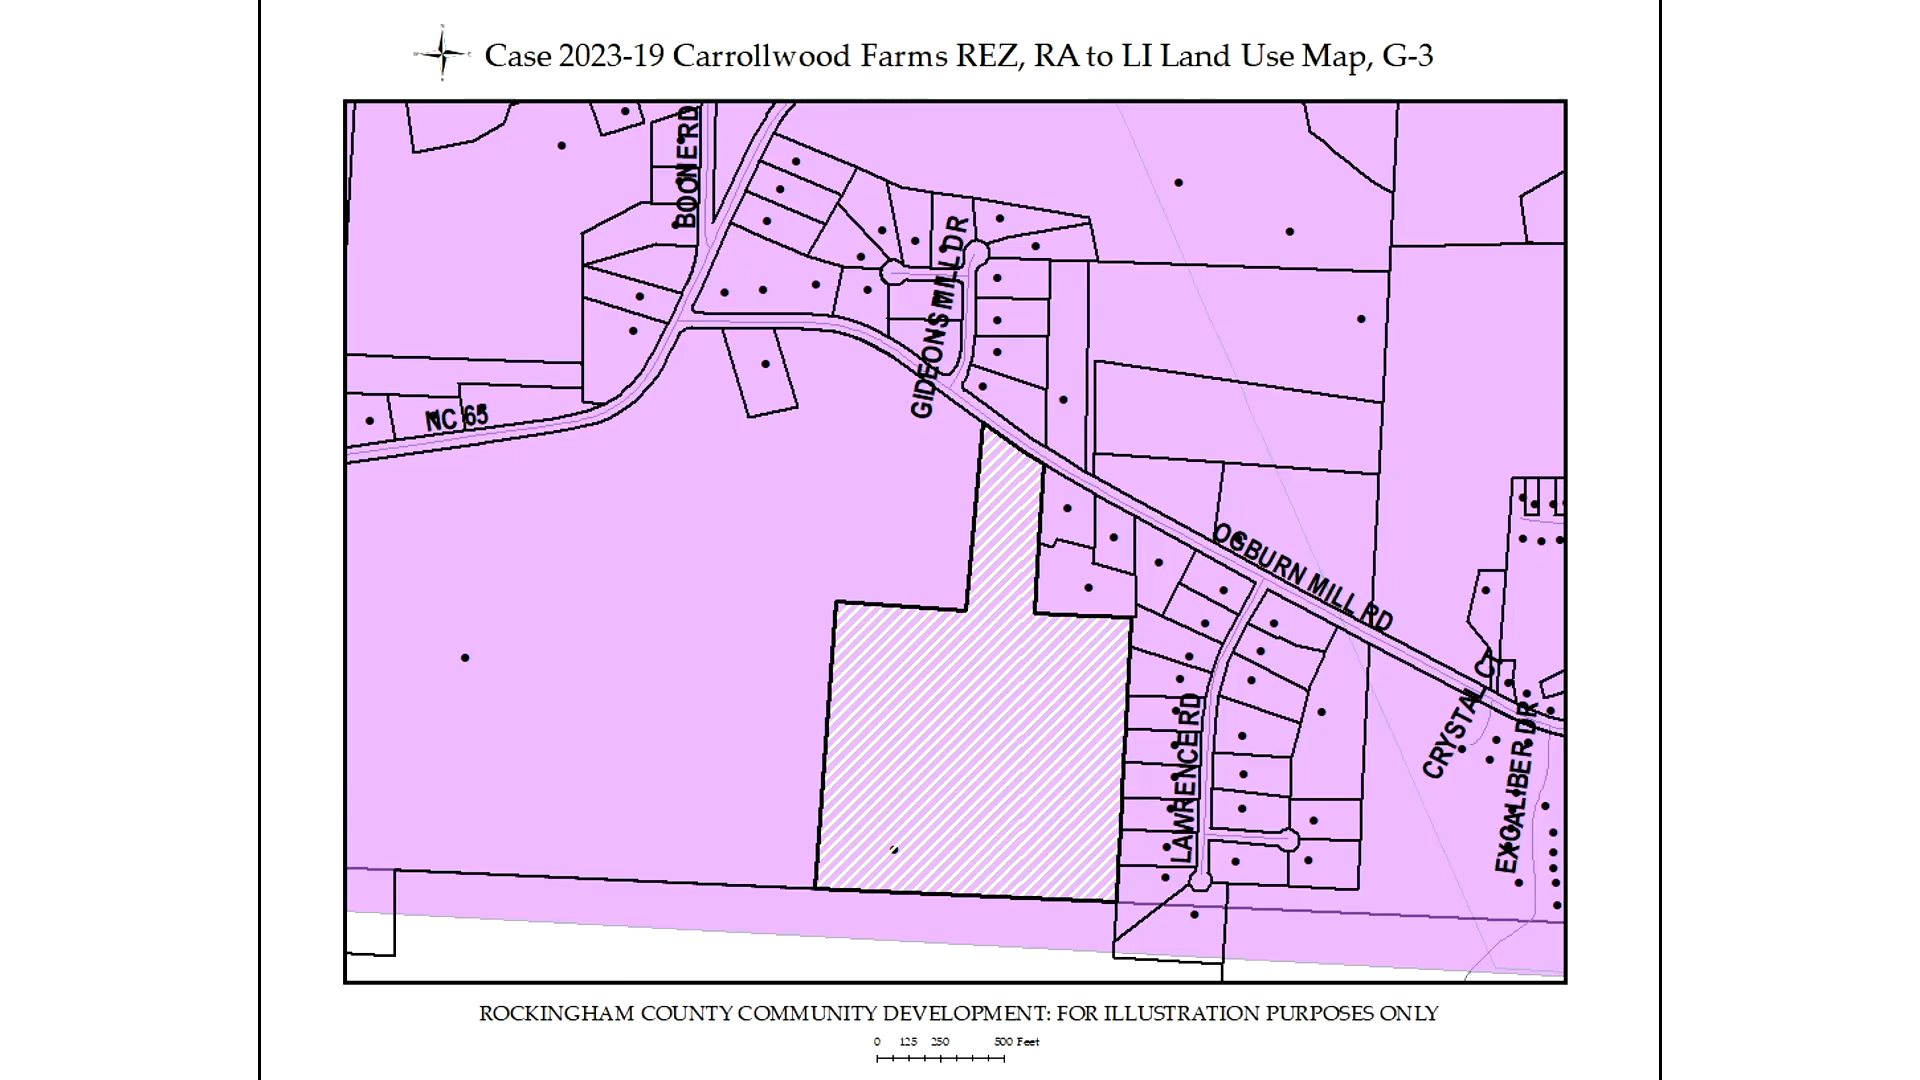 Case 2023-19 Carrollwood Farms REZ, RA to LI Land Use Map, G-3
BOONE RD
GIDEONS MILL DR
NC 65
OGBURN MILL RD
CRYSTAL CT
LAWRENCE RD
EXCALIBER DR
ROCKINGHAM COUNTY COMMUNITY DEVELOPMENT: FOR ILLUSTRATION PURPOSES ONLY
0 125 250 500 Feet